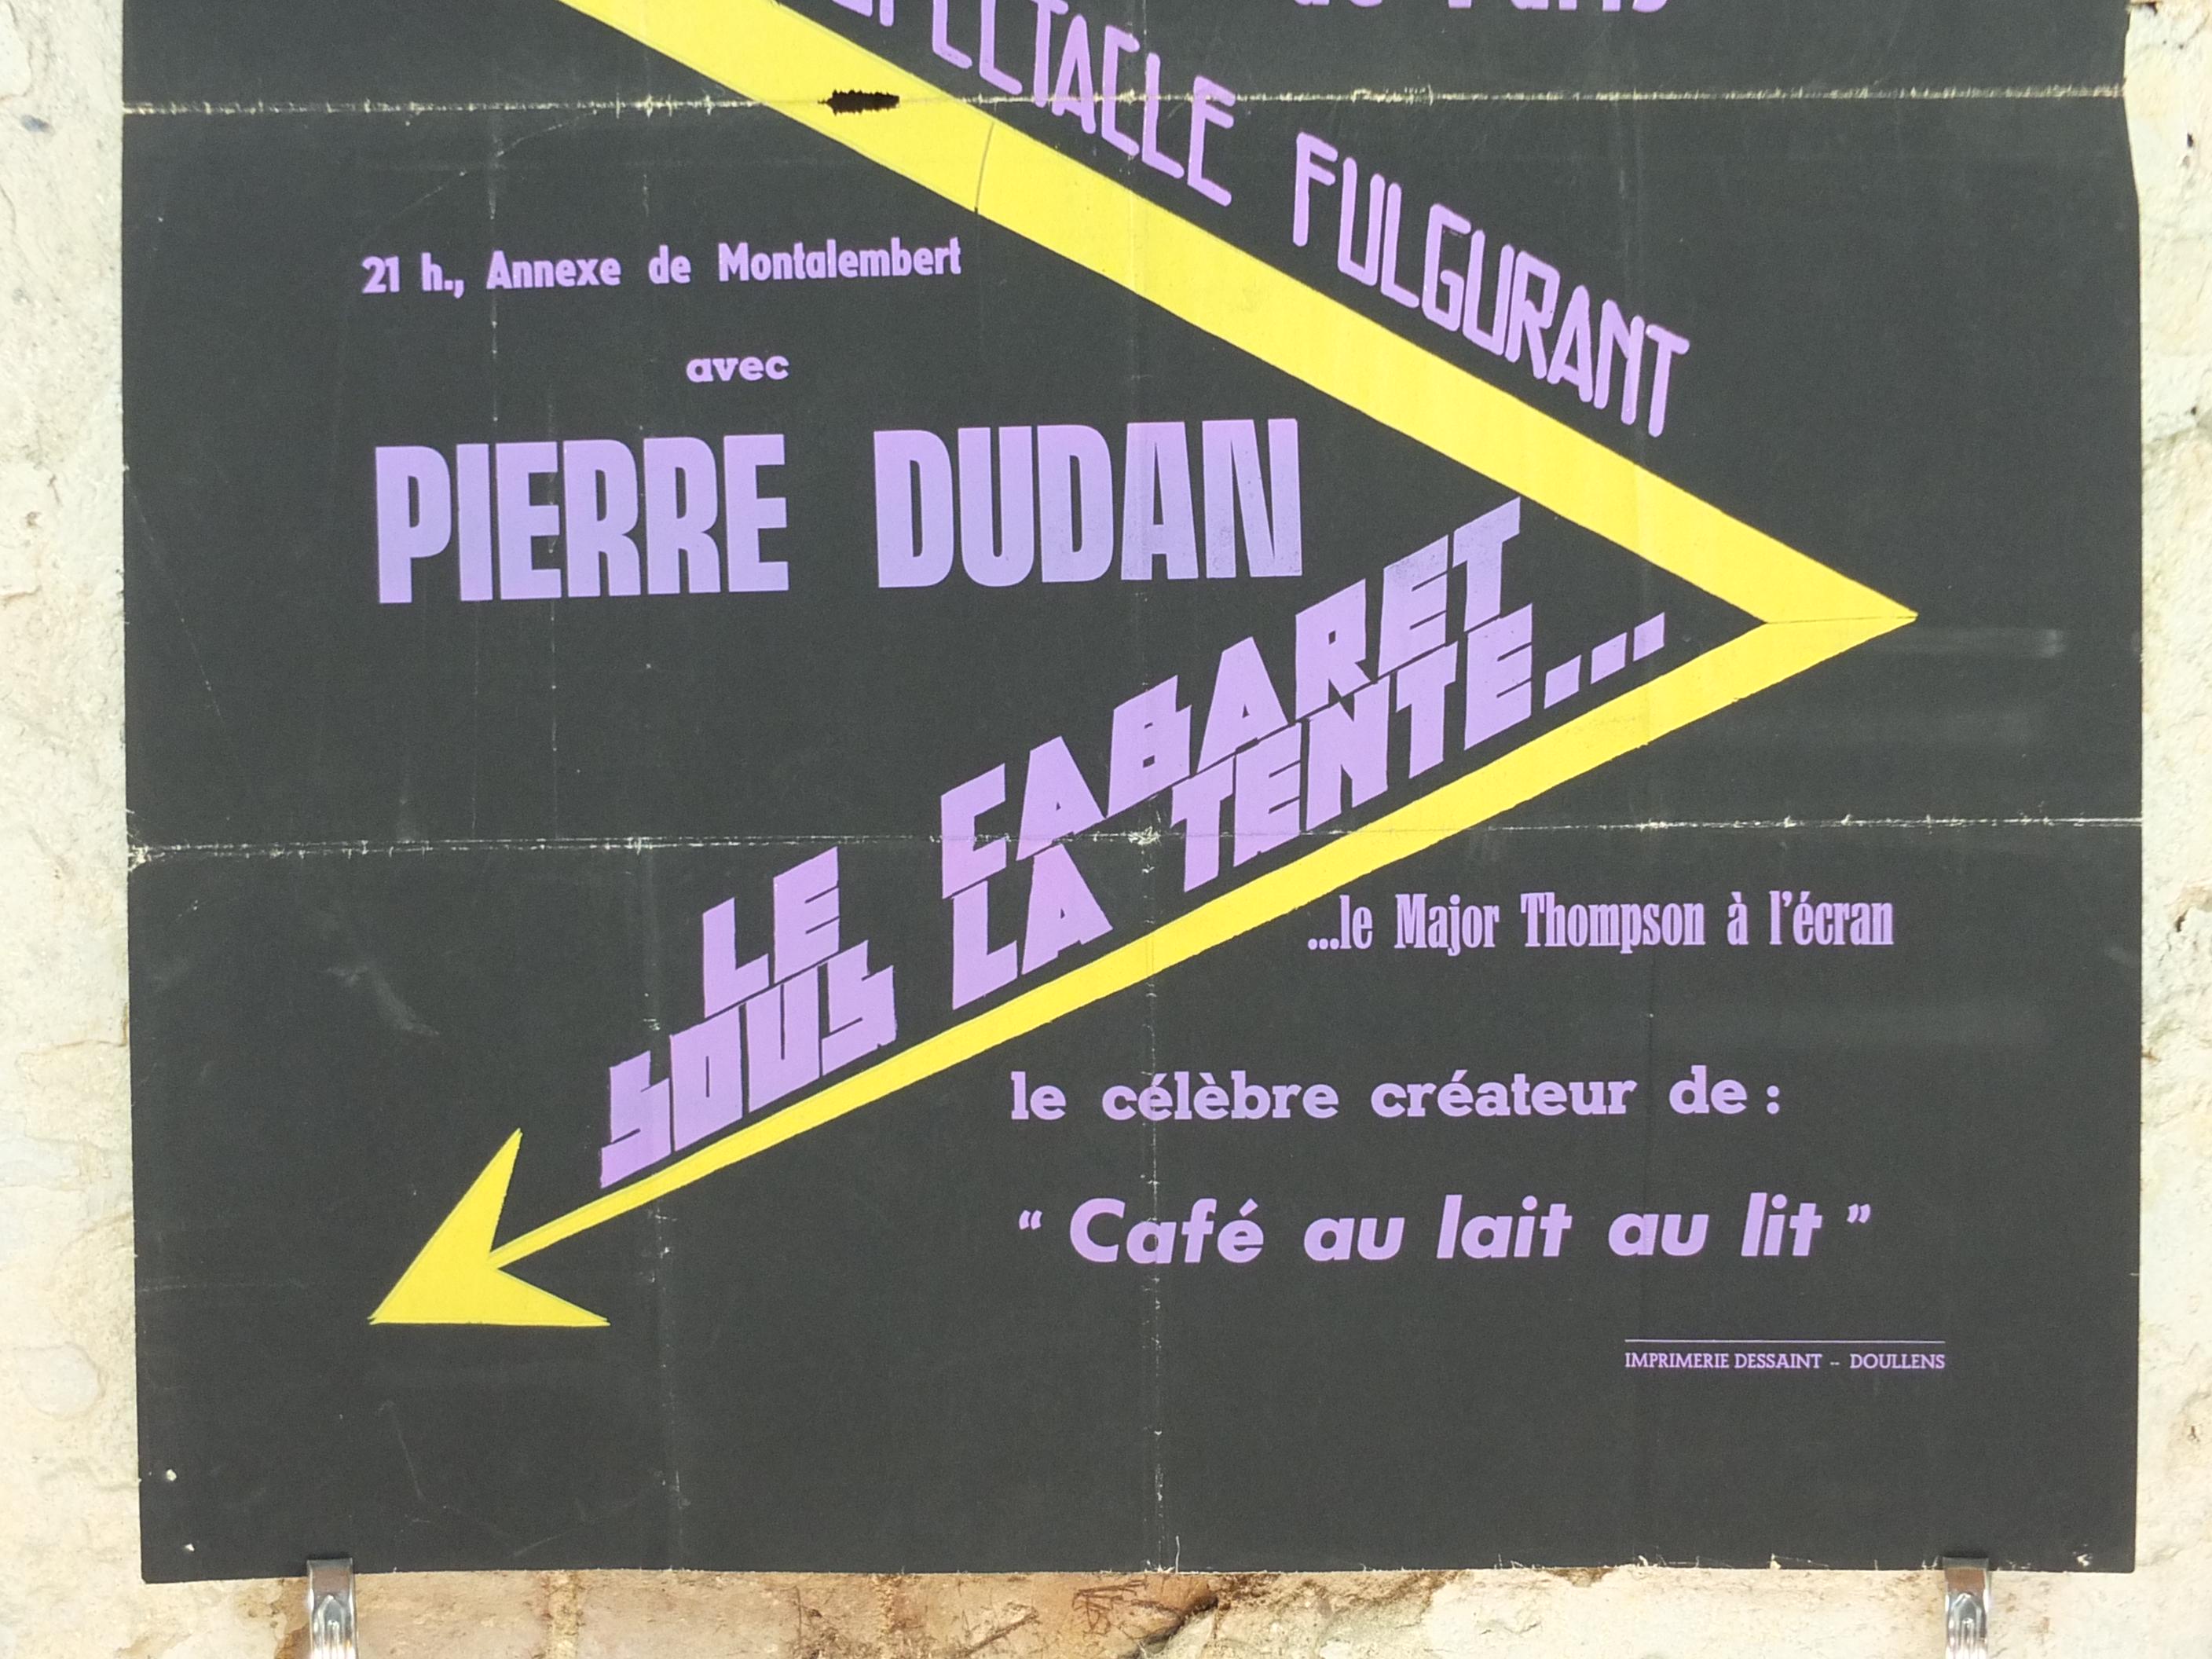 SPECTACLE FULGURANT
21 h., Annexe de Montalembert
avec
PIERRE DUDAN
LE CABARET
SOUS LA TENTE...
...le Major Thompson à l'écran
le célèbre créateur de :
“ Café au lait au lit ”
IMPRIMERIE DESSAINT -- DOULLENS